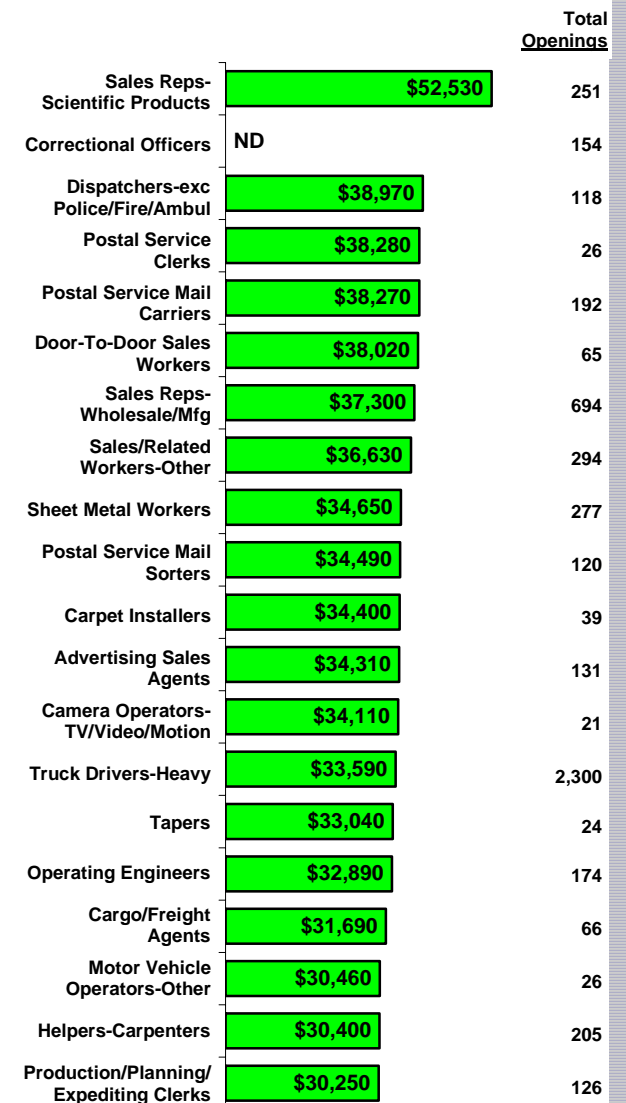 Total
Openings
Sales Reps-
Scientific Products
$52,530
251
Correctional Officers
ND
154
Dispatchers-exc
Police/Fire/Ambul
$38,970
118
Postal Service
Clerks
$38,280
26
Postal Service Mail
Carriers
$38,270
192
Door-To-Door Sales
Workers
$38,020
65
Sales Reps-
Wholesale/Mfg
$37,300
694
Sales/Related
Workers-Other
$36,630
294
Sheet Metal Workers
$34,650
277
Postal Service Mail
Sorters
$34,490
120
Carpet Installers
$34,400
39
Advertising Sales
Agents
$34,310
131
Camera Operators-
TV/Video/Motion
$34,110
21
Truck Drivers-Heavy
$33,590
2,300
Tapers
$33,040
24
Operating Engineers
$32,890
174
Cargo/Freight
Agents
$31,690
66
Motor Vehicle
Operators-Other
$30,460
26
Helpers-Carpenters
$30,400
205
Production/Planning/
Expediting Clerks
$30,250
126